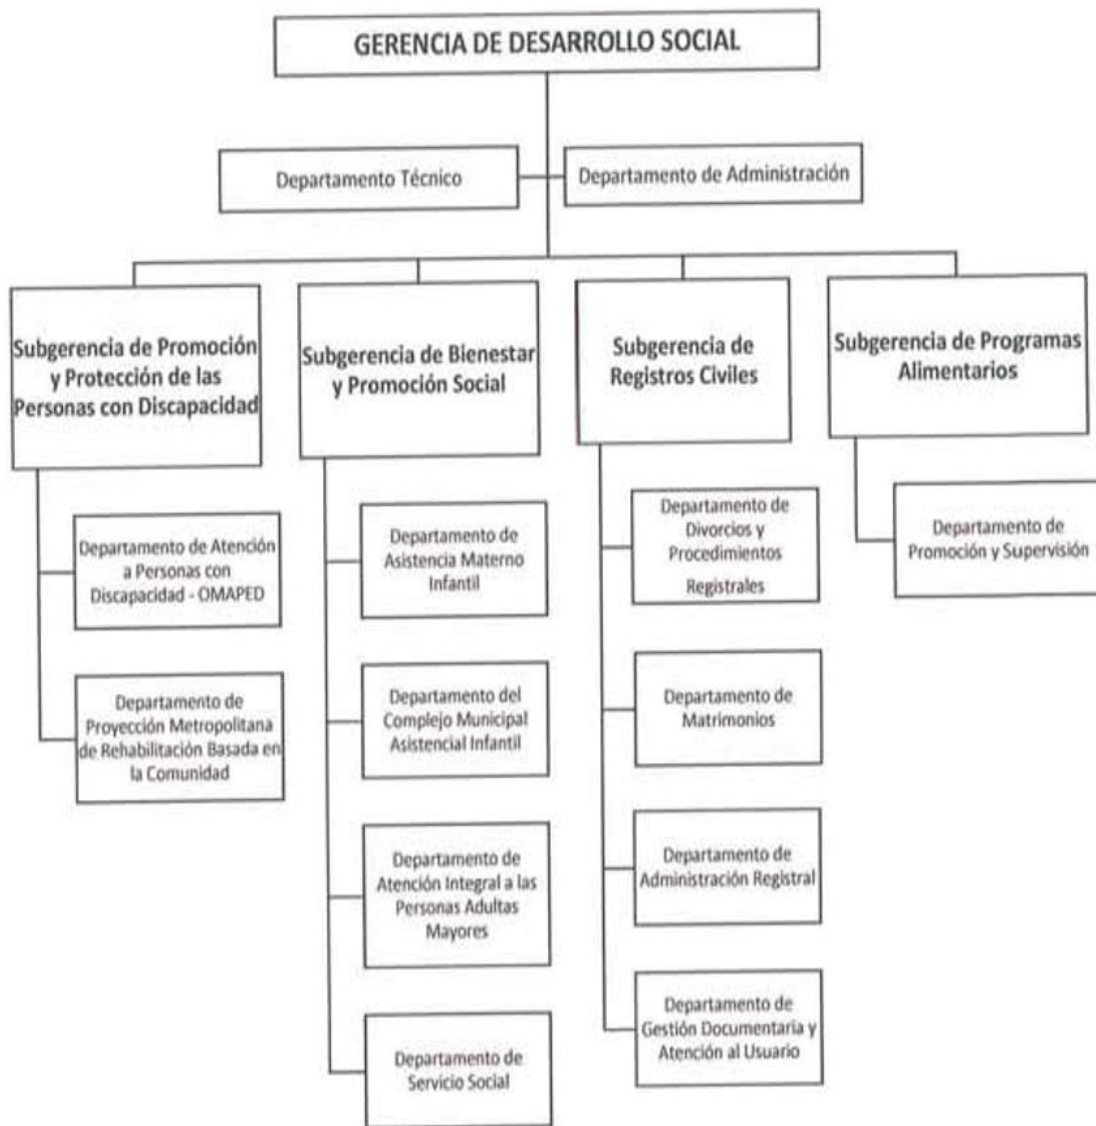 GERENCIA DE DESARROLLO SOCIAL
Departamento Técnico
Departamento de Administración
Subgerencia de Promoción
y Protección de las
Personas con Discapacidad
Subgerencia de Bienestar
y Promoción Social
Subgerencia de
Registros Civiles
Subgerencia de Programas
Alimentarios
Departamento de Atención
a Personas con
Discapacidad - OMAPED
Departamento de
Proyección Metropolitana
de Rehabilitación Basada en
la Comunidad
Departamento de
Asistencia Materno
Infantil
Departamento del
Complejo Municipal
Asistencial Infantil
Departamento de
Atención Integral a las
Personas Adultas
Mayores
Departamento de
Servicio Social
Departamento de
Divorcios y
Procedimientos
Registrales
Departamento de
Matrimonios
Departamento de
Administración Registral
Departamento de
Gestión Documentaria y
Atención al Usuario
Departamento de
Promoción y Supervisión